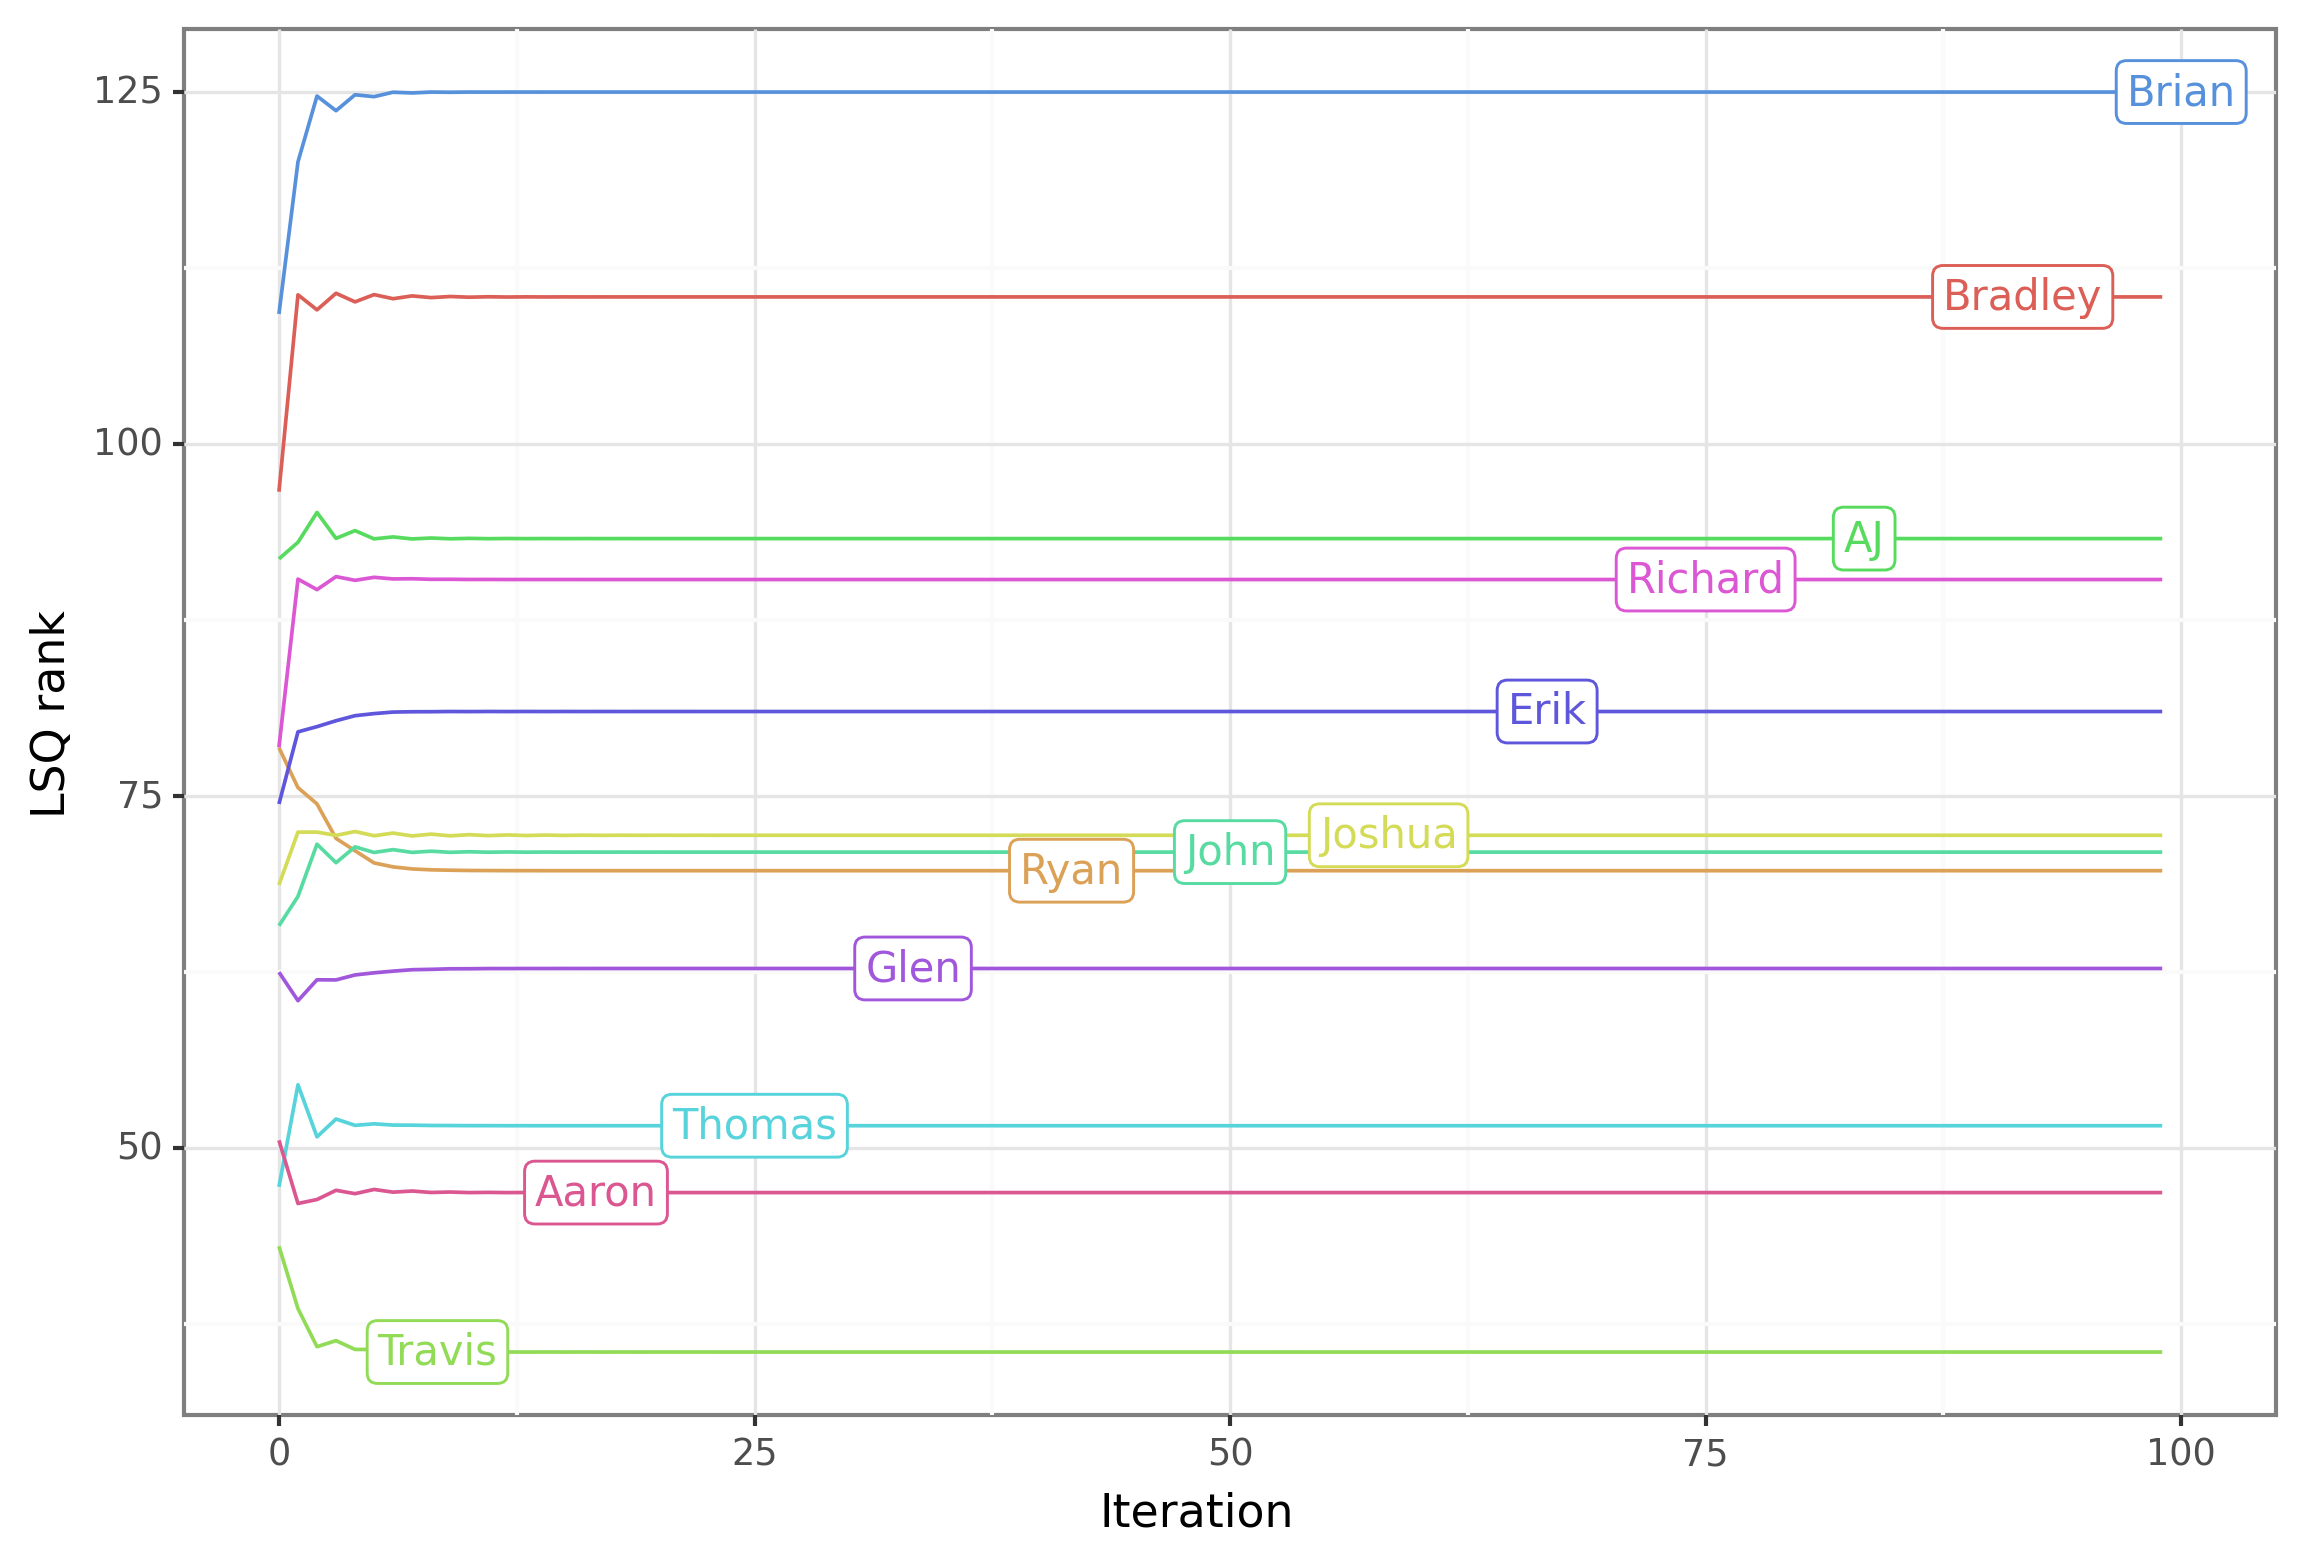 125
Brian
Bradley
100
AJ
Richard
LSQ rank
Erik
75
Joshua
John
Ryan
Glen
Thomas
50
Aaron
Travis
0 25 50 75 100
Iteration